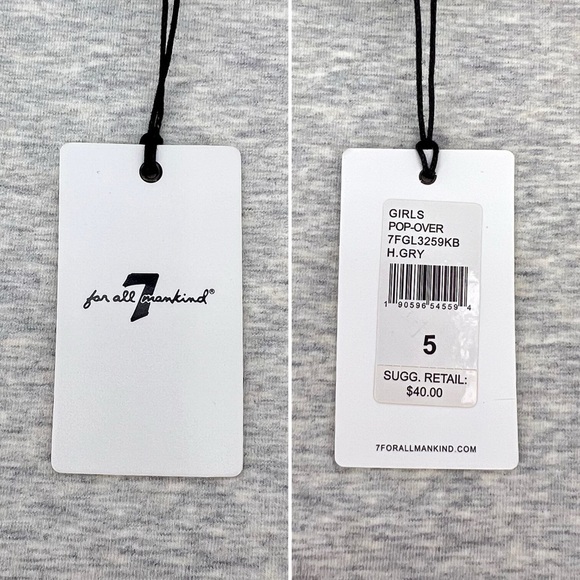 for all 7 mankind®
GIRLS
POP-OVER
7FGL3259KB
H.GRY
1 90596 54559 4
5
SUGG. RETAIL:
$40.00
7FORALLMANKIND.COM